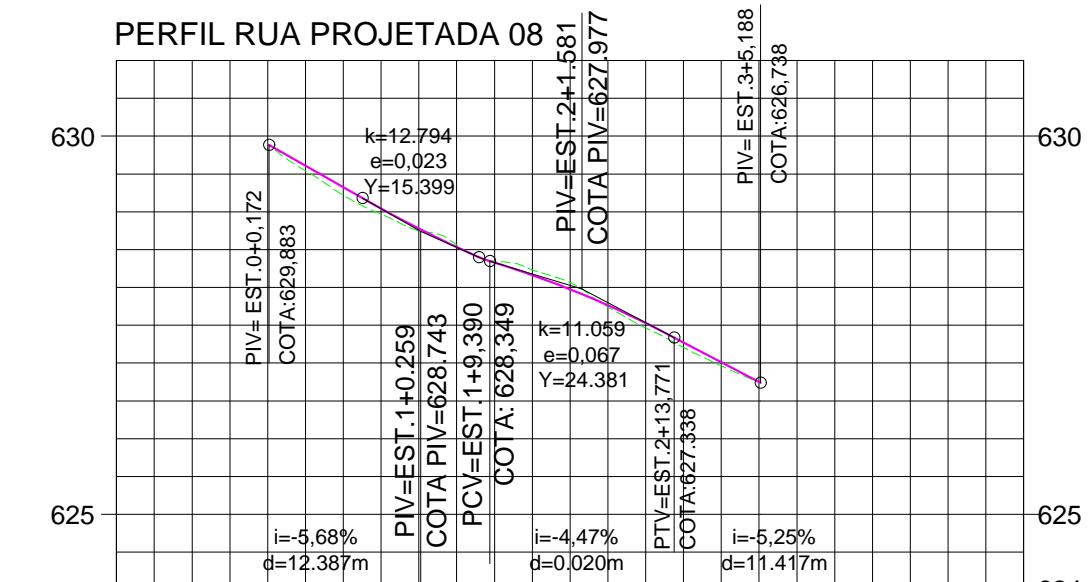 PERFIL RUA PROJETADA 08
630
630
k=12.794
e=0,023
Y=15.399
PIV=EST.2+1.581
COTA PIV=627.977
PIV= EST.3+5,188
COTA:626,738
PIV= EST.0+0,172
COTA:629,883
PIV=EST.1+0.259
COTA PIV=628.743
PCV=EST.1+9,390
COTA: 628,349
k=11.059
e=0,067
Y=24.381
PTV=EST.2+13,771
COTA:627.338
625
625
i=-5,68%
d=12.387m
i=-4,47%
d=0.020m
i=-5,25%
d=11.417m